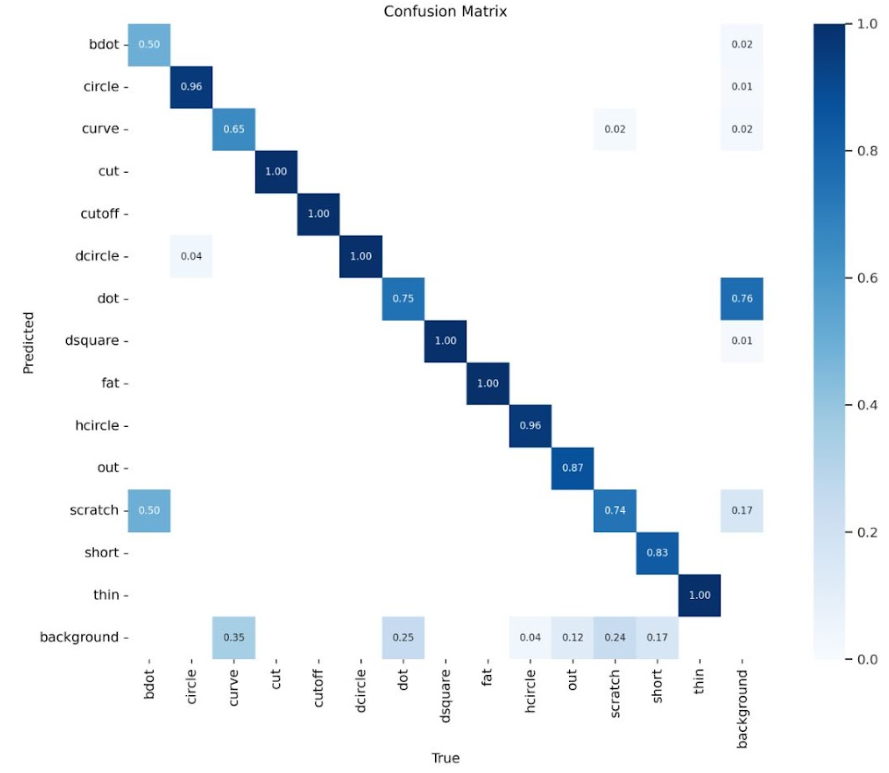 Confusion Matrix
bdot - 0.50 0.02
circle - 0.96 0.01
curve - 0.65 0.02 0.02
cut - 1.00
cutoff - 1.00
dcircle - 0.04 1.00
dot - 0.75 0.76
dsquare - 1.00 0.01
fat - 1.00
hcircle - 0.96
out - 0.87
scratch - 0.50 0.74 0.17
short - 0.83
thin - 1.00
background - 0.35 0.25 0.04 0.12 0.24 0.17
bdot circle curve cut cutoff dcircle dot dsquare fat hcircle out scratch short thin background
True
Predicted
1.0
0.8
0.6
0.4
0.2
0.0